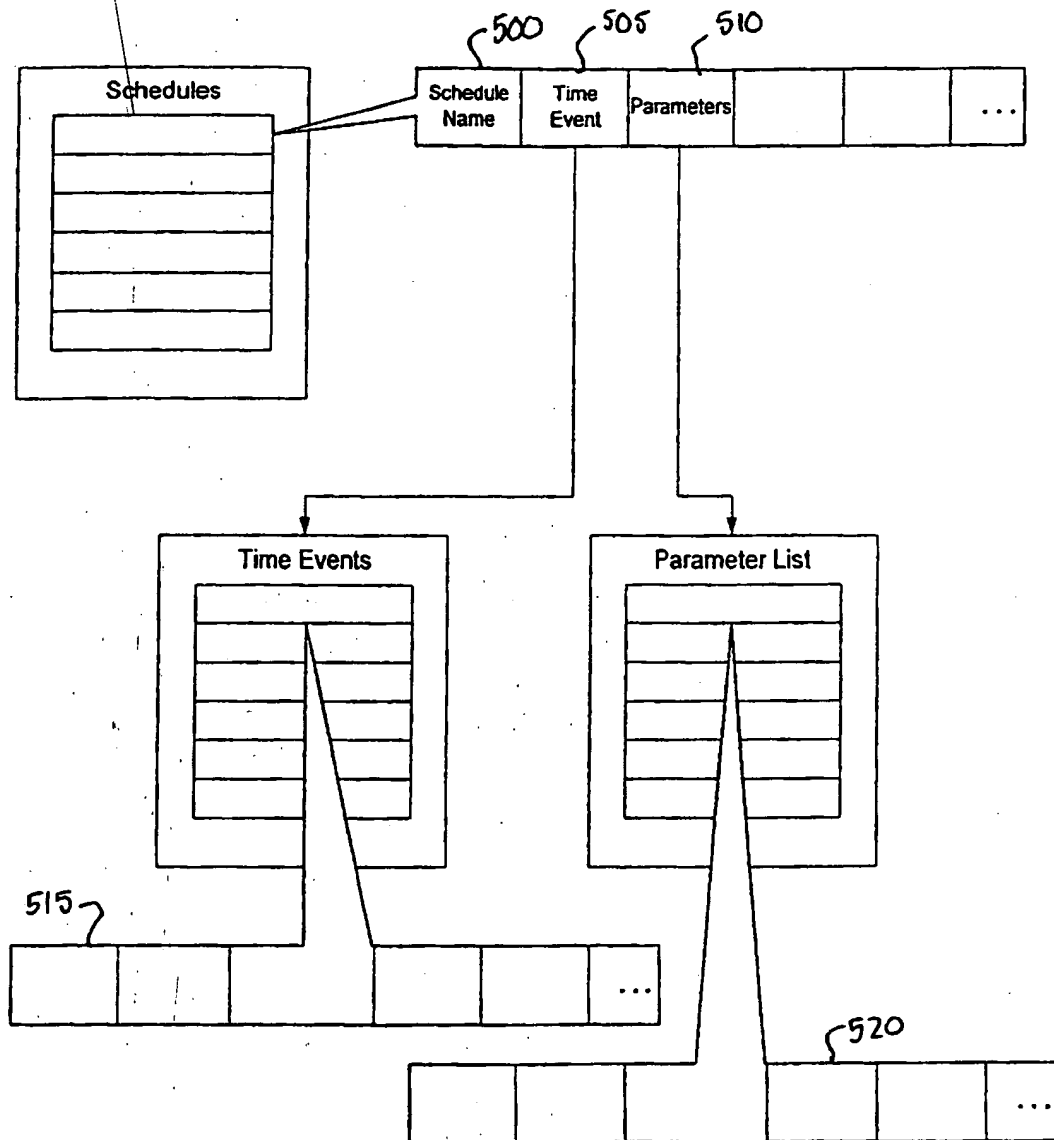 500
505
510
Schedules
Schedule
Name
Time
Event
Parameters
...
Time Events
Parameter List
515
...
520
...